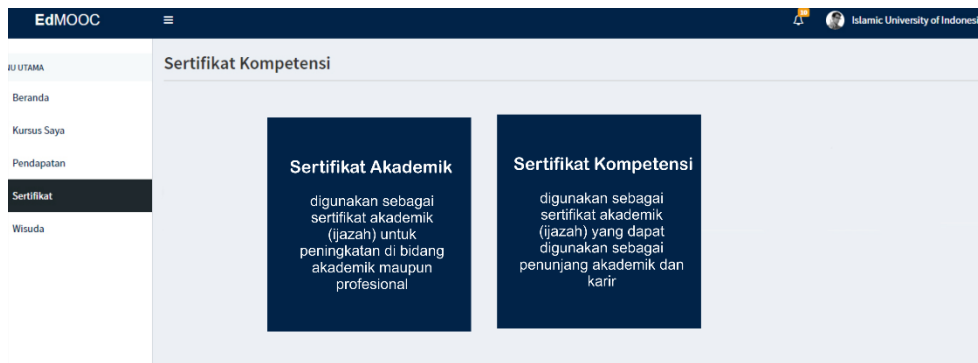 EdMOOC
Islamic University of Indonesi
NU UTAMA
Beranda
Kursus Saya
Pendapatan
Sertifikat
Wisuda
Sertifikat Kompetensi
Sertifikat Akademik
digunakan sebagai
sertifikat akademik
(ijazah) untuk
peningkatan di bidang
akademik maupun
profesional
Sertifikat Kompetensi
digunakan sebagai
sertifikat akademik
(ijazah) yang dapat
digunakan sebagai
penunjang akademik dan
karir